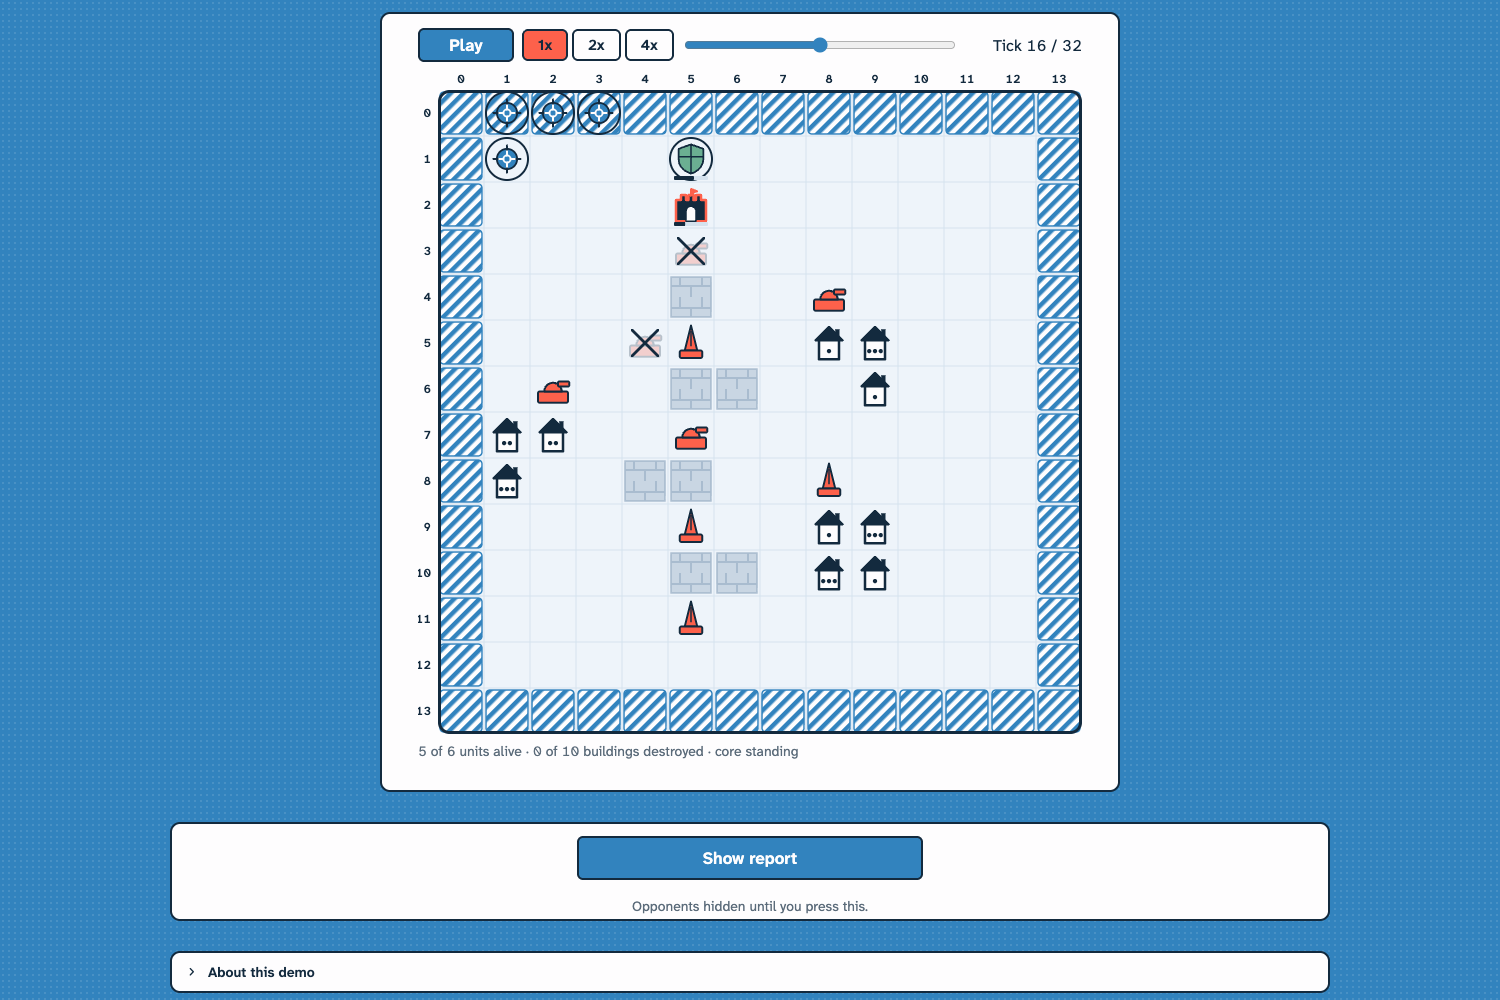 Play 1x 2x 4x Tick 16 / 32
0 1 2 3 4 5 6 7 8 9 10 11 12 13
0
1
2
3
4
5
6
7
8
9
10
11
12
13
5 of 6 units alive · 0 of 10 buildings destroyed · core standing
Show report
Opponents hidden until you press this.
About this demo